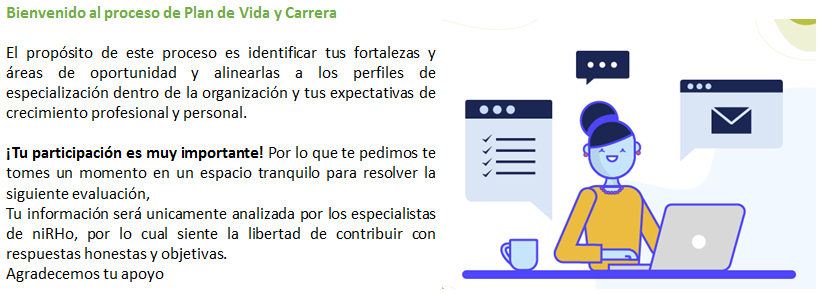 Bienvenido al proceso de Plan de Vida y Carrera
El propósito de este proceso es identificar tus fortalezas y
áreas de oportunidad y alinearlas a los perfiles de
especialización dentro de la organización y tus expectativas de
crecimiento profesional y personal.
¡Tu participación es muy importante! Por lo que te pedimos te
tomes un momento en un espacio tranquilo para resolver la
siguiente evaluación,
Tu información será unicamente analizada por los especialistas
de niRHo, por lo cual siente la libertad de contribuir con
respuestas honestas y objetivas.
Agradecemos tu apoyo